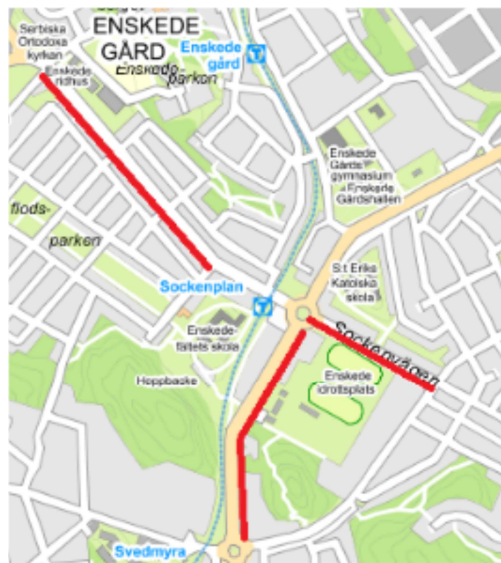 ENSKEDE
GÅRD
Serbiska
Ortodoxa
kyrkan
Enskede
ridhus
Enskede-
parken
Enskede
gård
T
Enskede
Gårds
gymnasium
Enskede
Gårdshallen
flods-
parken
Sockenplan
T
S:t Eriks
Katolska
skola
Enskede-
fältets skola
Sockenvägen
Hoppbacke
Enskede
idrottsplats
Svedmyra